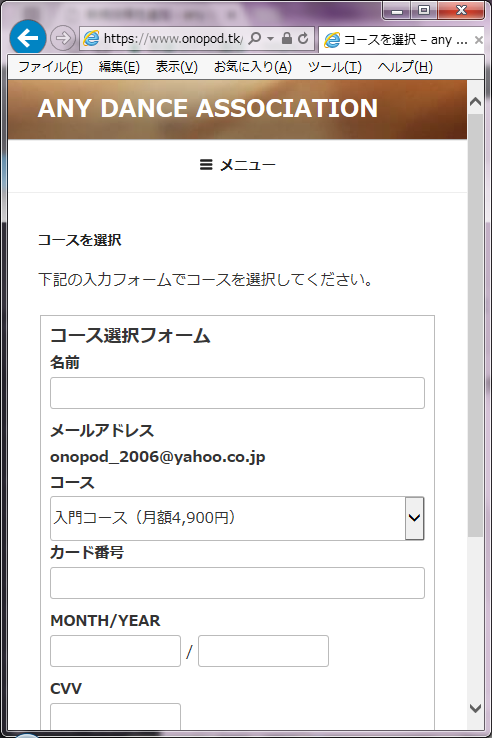 https://www.onopod.tk/
コースを選択 – any ...
ファイル(F) 編集(E) 表示(V) お気に入り(A) ツール(T) ヘルプ(H)
ANY DANCE ASSOCIATION
メニュー
コースを選択
下記の入力フォームでコースを選択してください。
コース選択フォーム
名前
メールアドレス
onopod_2006@yahoo.co.jp
コース
入門コース（月額4,900円）
カード番号
MONTH/YEAR
/
CVV